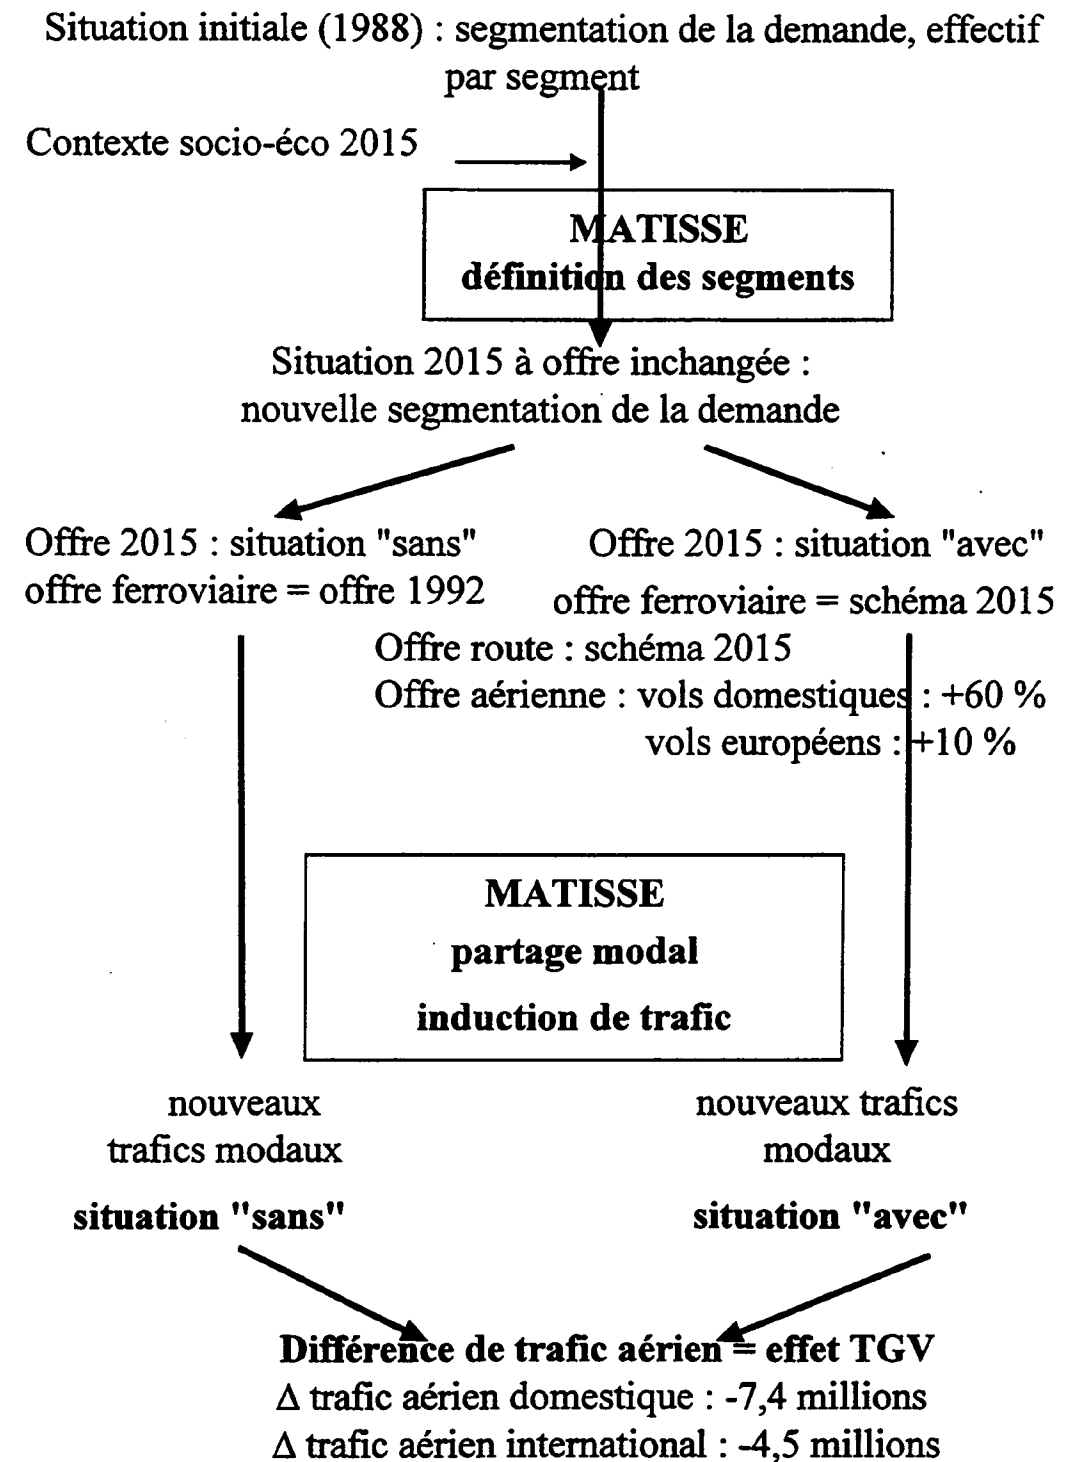 Situation initiale (1988) : segmentation de la demande, effectif
par segment
Contexte socio-éco 2015
MATISSE
définition des segments
Situation 2015 à offre inchangée :
nouvelle segmentation de la demande
Offre 2015 : situation "sans"
offre ferroviaire = offre 1992
Offre 2015 : situation "avec"
offre ferroviaire = schéma 2015
Offre route : schéma 2015
Offre aérienne : vols domestiques : +60 %
vols européens : +10 %
MATISSE
partage modal
induction de trafic
nouveaux
trafics modaux
situation "sans"
nouveaux trafics
modaux
situation "avec"
Différence de trafic aérien = effet TGV
Δ trafic aérien domestique : -7,4 millions
Δ trafic aérien international : -4,5 millions